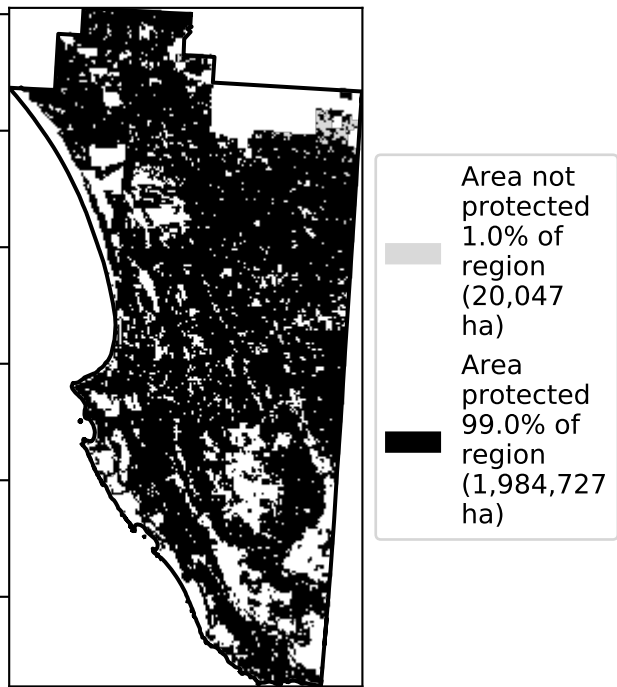 Area not
protected
1.0% of
region
(20,047
ha)
Area
protected
99.0% of
region
(1,984,727
ha)